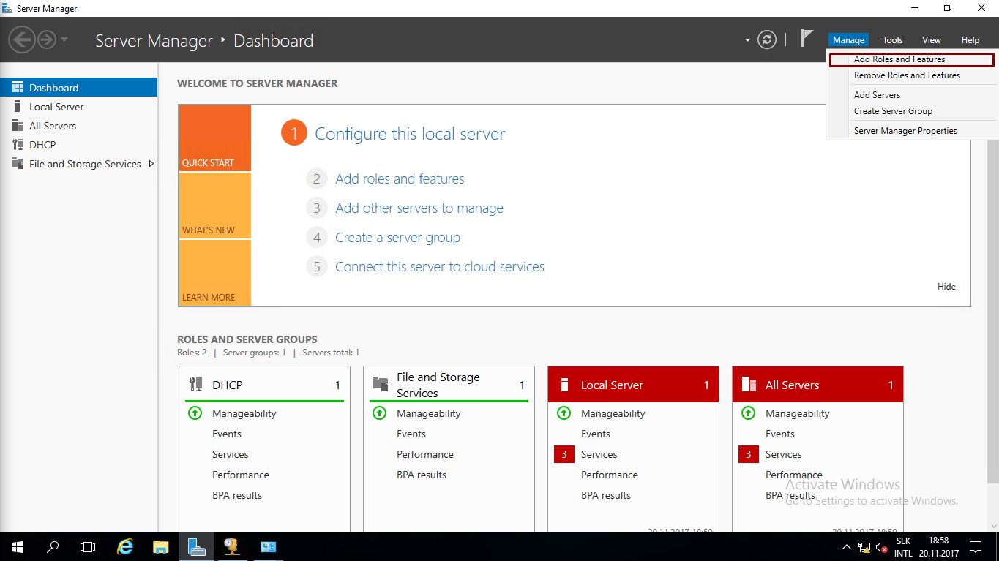 Server Manager
Server Manager ‣ Dashboard
Manage Tools View Help
Add Roles and Features
Remove Roles and Features
Add Servers
Create Server Group
Server Manager Properties
Dashboard
Local Server
All Servers
DHCP
File and Storage Services
WELCOME TO SERVER MANAGER
QUICK START
WHAT'S NEW
LEARN MORE
1 Configure this local server
2 Add roles and features
3 Add other servers to manage
4 Create a server group
5 Connect this server to cloud services
Hide
ROLES AND SERVER GROUPS
Roles: 2 | Server groups: 1 | Servers total: 1
DHCP 1
Manageability
Events
Services
Performance
BPA results
File and Storage
Services 1
Manageability
Events
Performance
BPA results
Local Server 1
Manageability
Events
3 Services
Performance
BPA results
20.11.2017 18:50
All Servers 1
Manageability
Events
3 Services
Performance
BPA results
20.11.2017 18:50
Activate Windows
Go to Settings to activate Windows.
SLK
INTL
18:58
20.11.2017